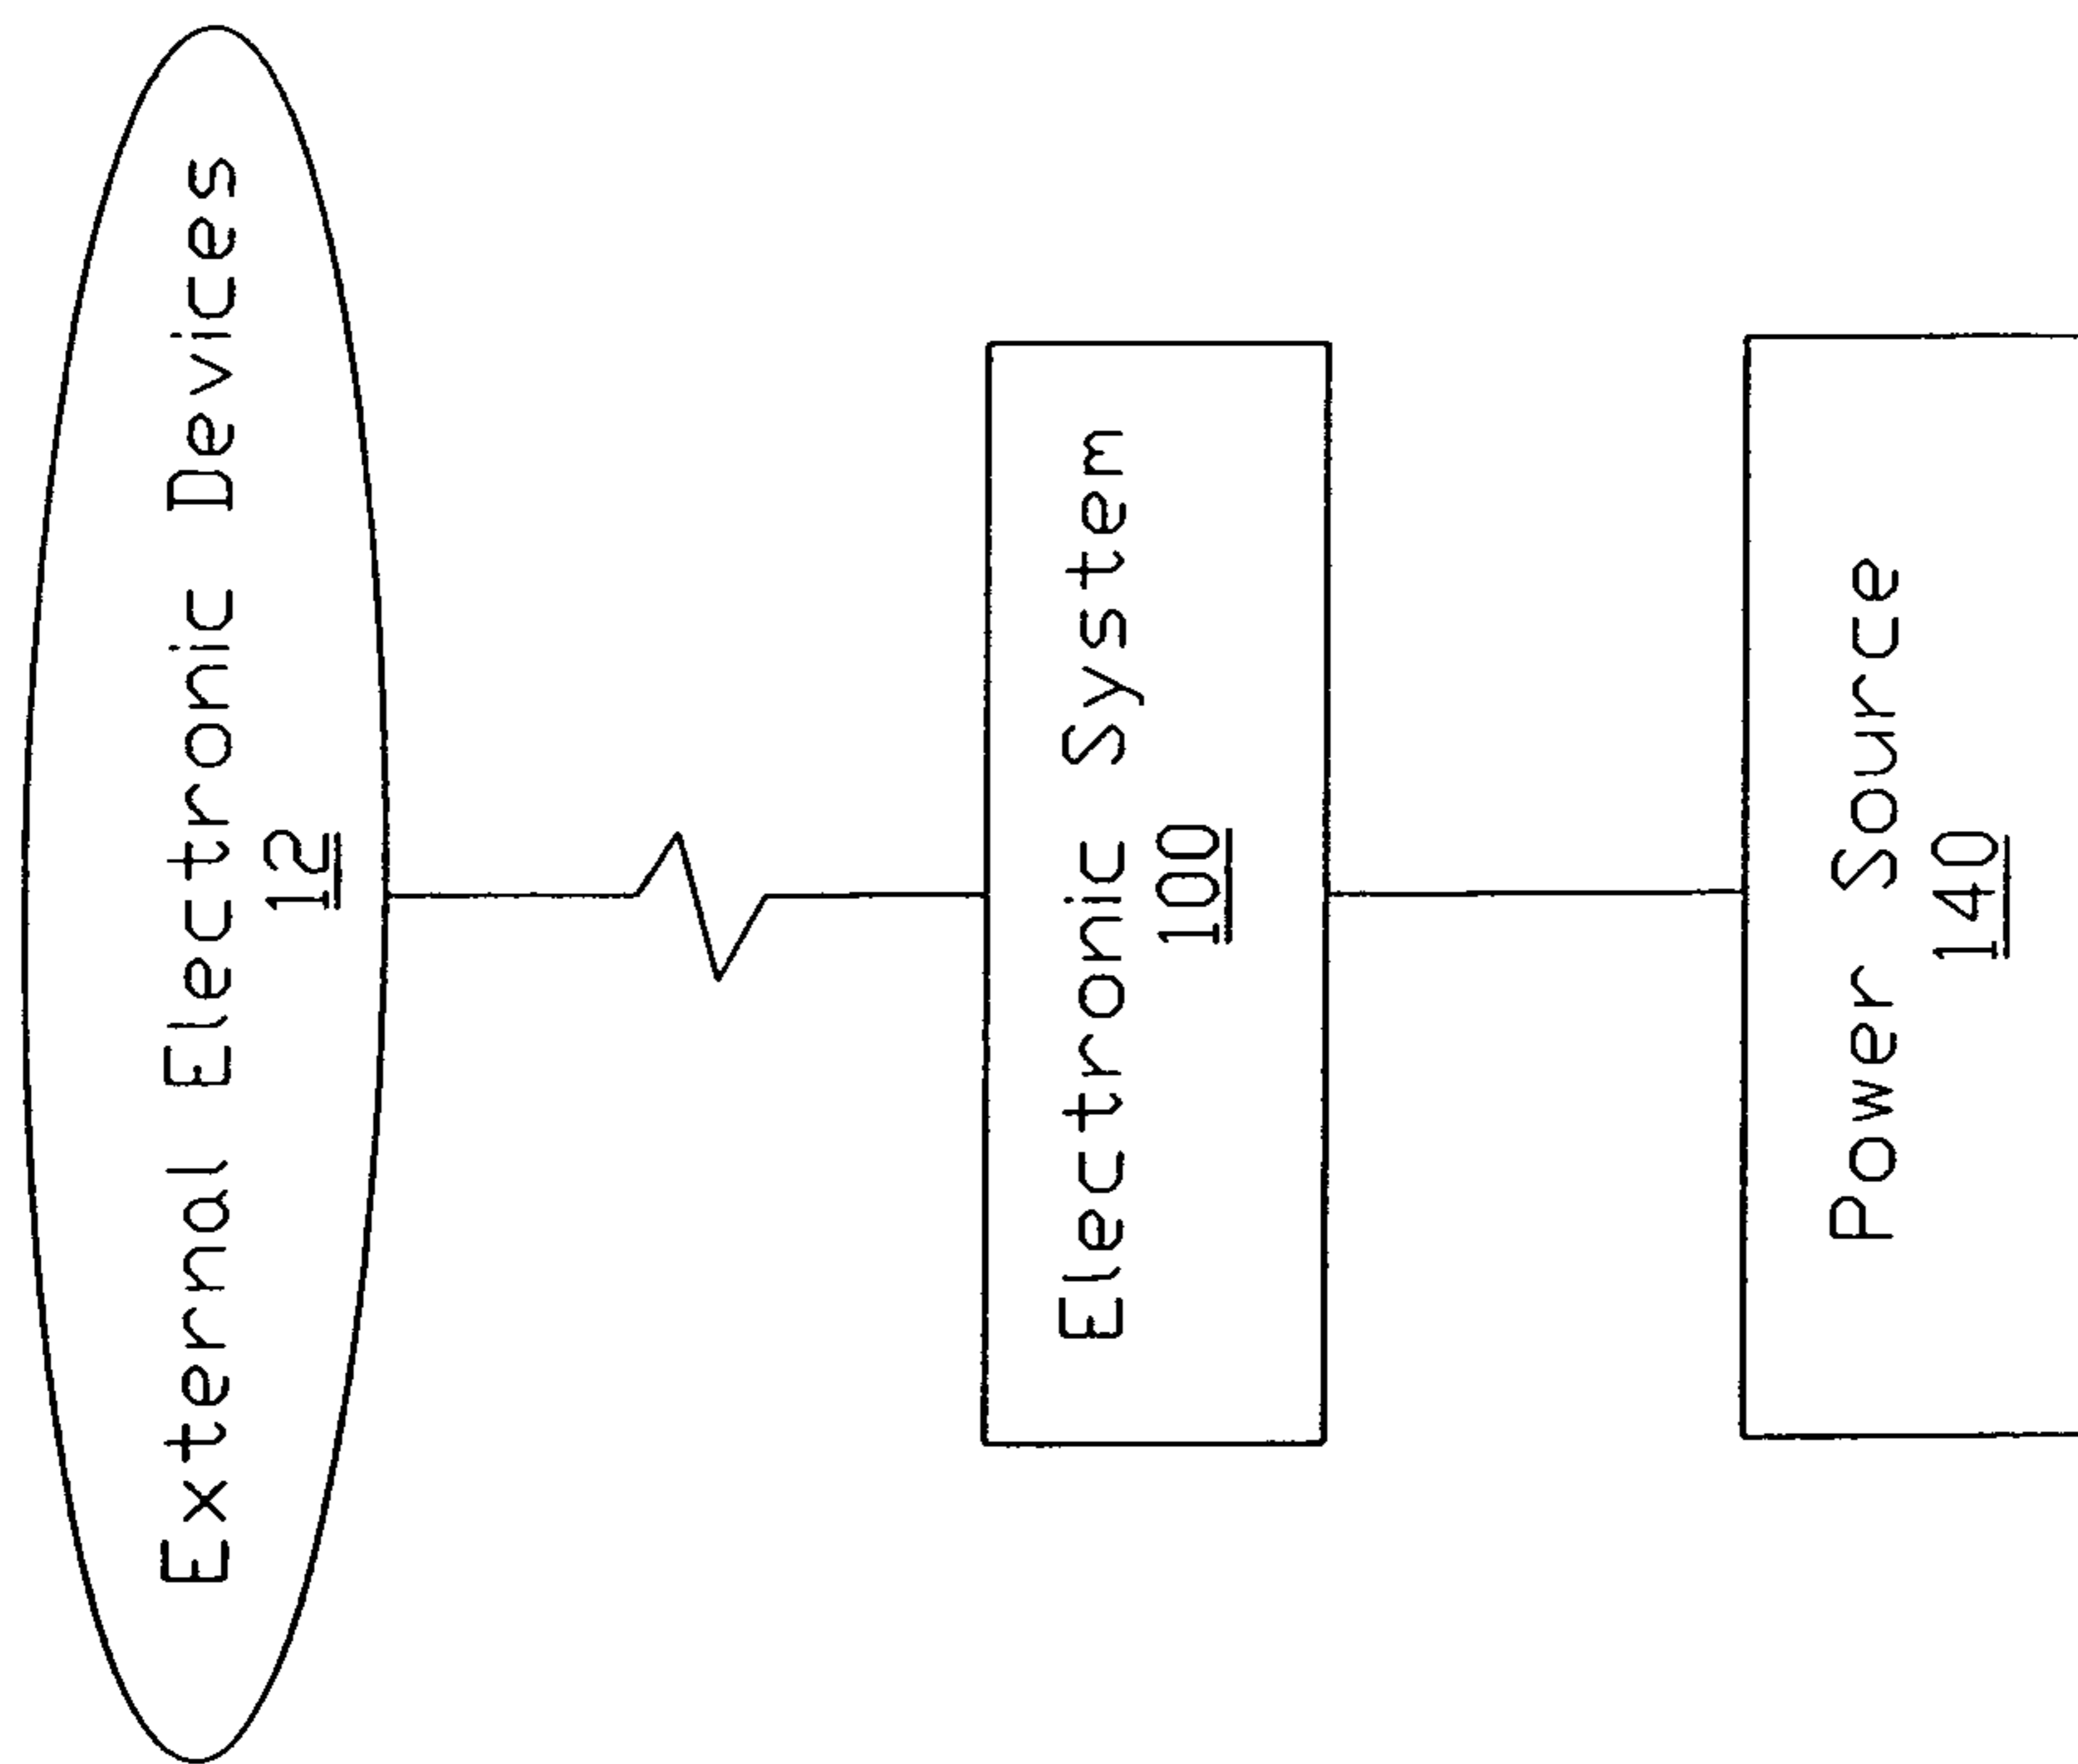 External Electronic Devices
12
Electronic System
100
Power Source
140